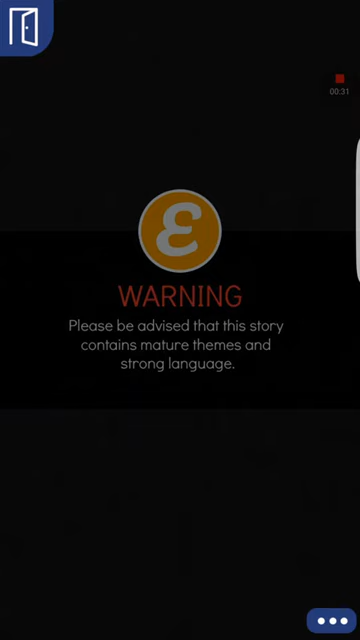 00:31
ε
WARNING
Please be advised that this story
contains mature themes and
strong language.